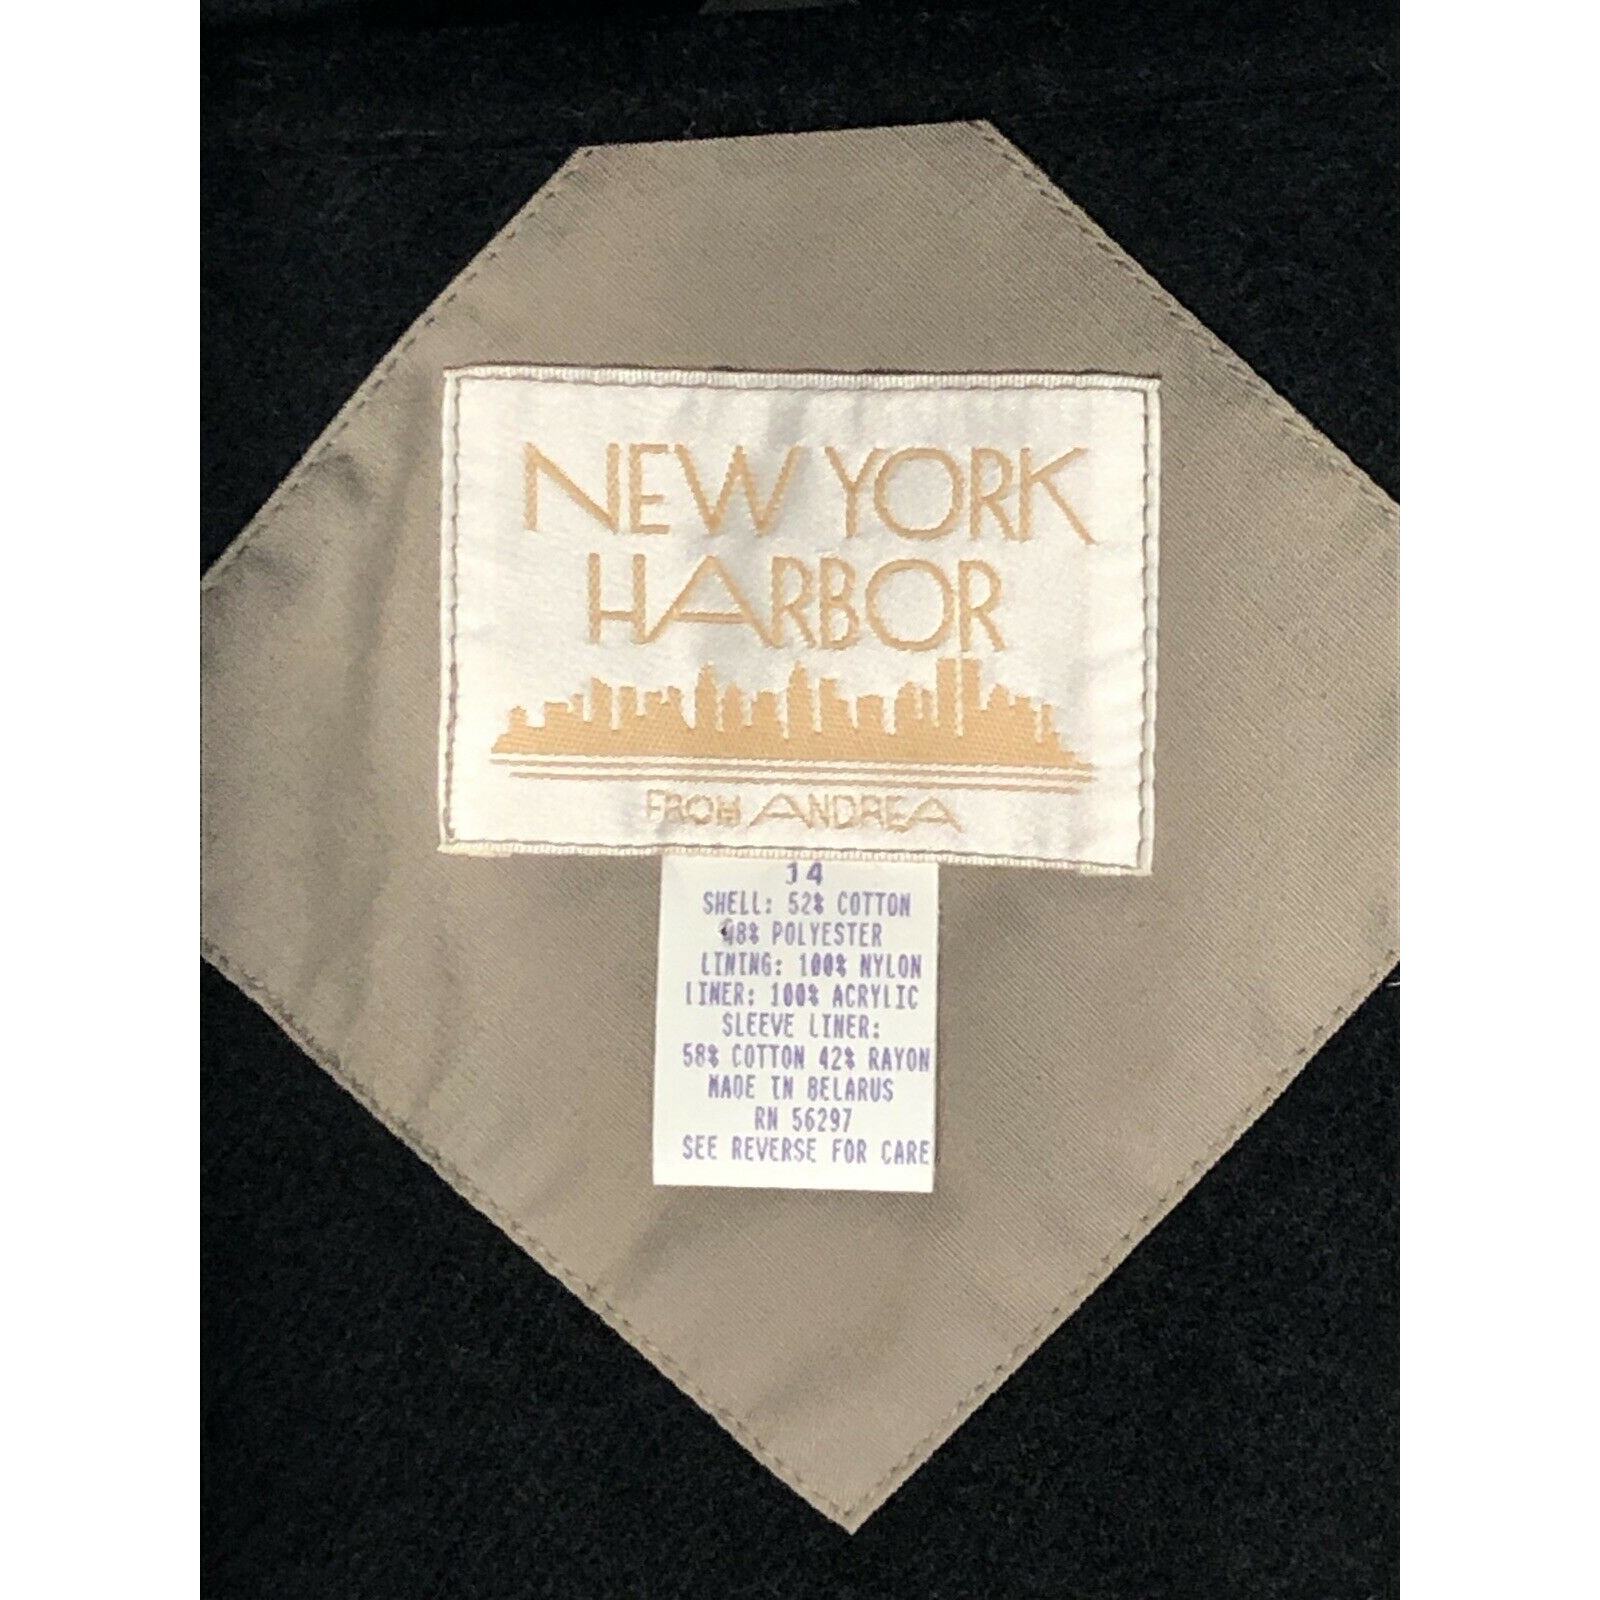 NEW YORK
HARBOR
FROM ANDREA
14
SHELL: 52% COTTON
48% POLYESTER
LINING: 100% NYLON
LINER: 100% ACRYLIC
SLEEVE LINER:
58% COTTON 42% RAYON
MADE IN BELARUS
RN 56297
SEE REVERSE FOR CARE